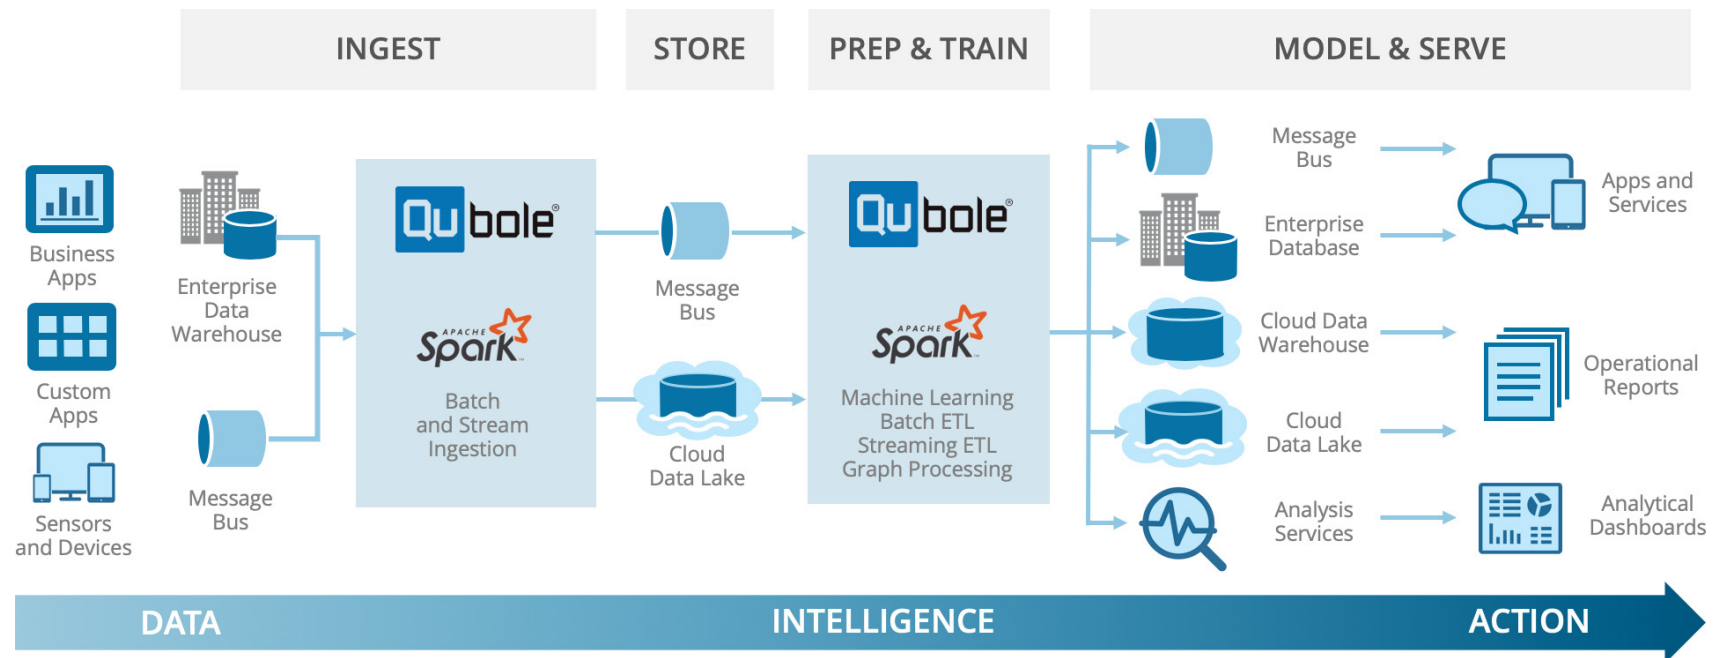 INGEST
STORE
PREP & TRAIN
MODEL & SERVE
Business
Apps
Custom
Apps
Sensors
and Devices
Enterprise
Data
Warehouse
Message
Bus
Qubole®
APACHE
Spark™
Batch
and Stream
Ingestion
Message
Bus
Cloud
Data Lake
Qubole®
APACHE
Spark™
Machine Learning
Batch ETL
Streaming ETL
Graph Processing
Message
Bus
Enterprise
Database
Cloud Data
Warehouse
Cloud
Data Lake
Analysis
Services
Apps and
Services
Operational
Reports
Analytical
Dashboards
DATA
INTELLIGENCE
ACTION